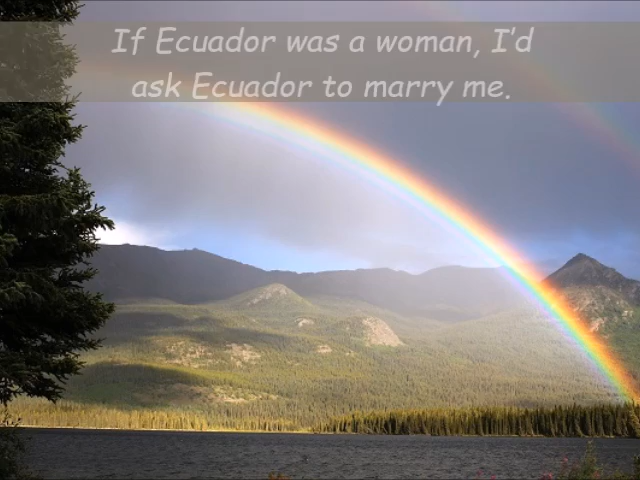 If Ecuador was a woman, I'd
ask Ecuador to marry me.